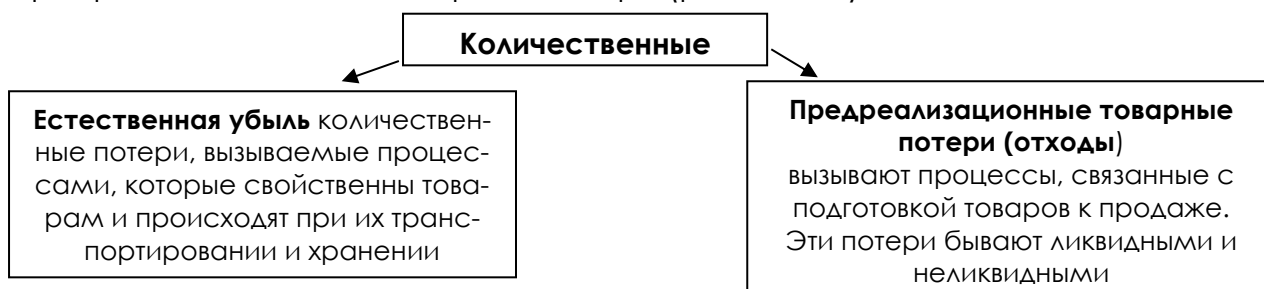 Количественные
Естественная убыль количествен-
ные потери, вызываемые процес-
сами, которые свойственны това-
рам и происходят при их транс-
портировании и хранении
Предреализационные товарные
потери (отходы)
вызывают процессы, связанные с
подготовкой товаров к продаже.
Эти потери бывают ликвидными и
неликвидными